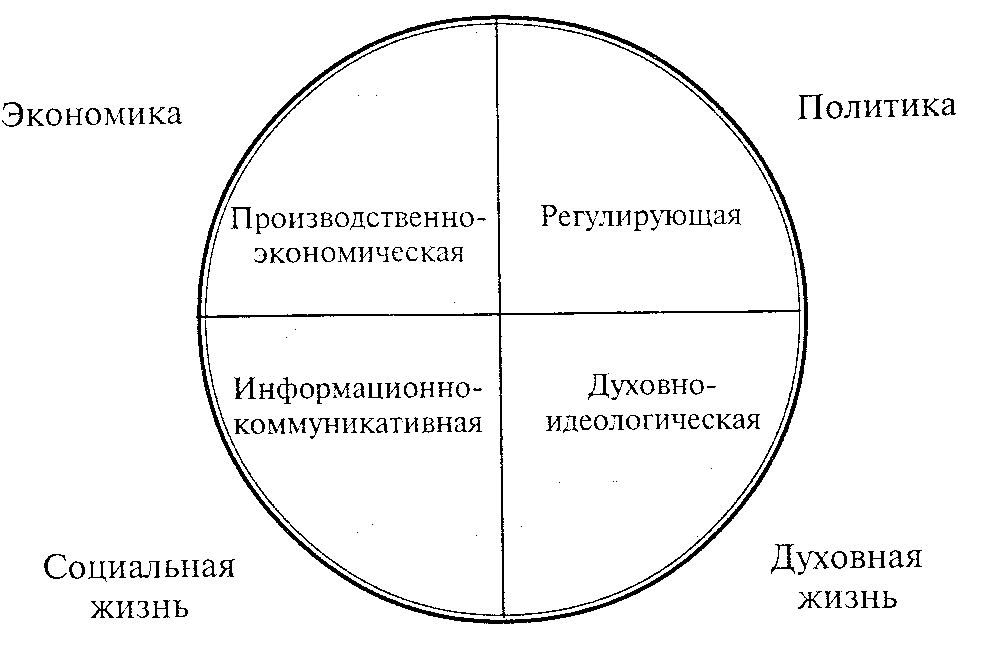 Экономика
Политика
Производственно-
экономическая
Регулирующая
Информационно-
коммуникативная
Духовно-
идеологическая
Социальная
жизнь
Духовная
жизнь